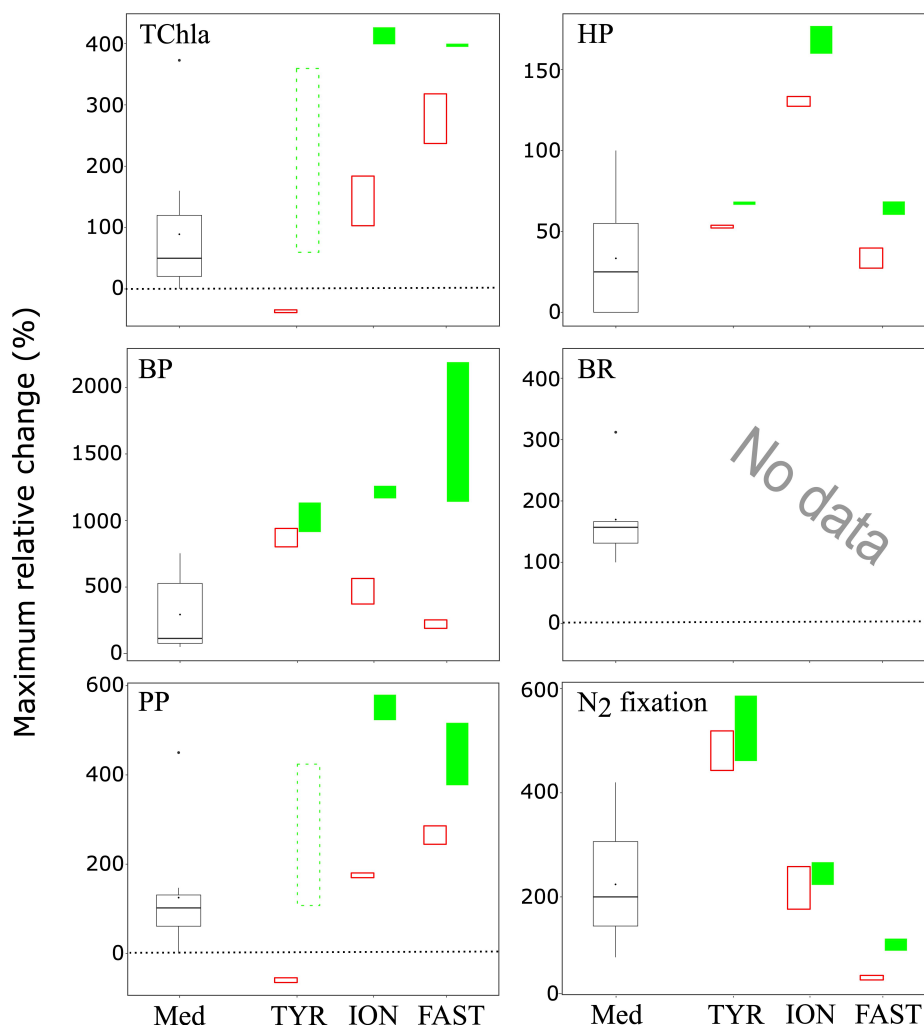 Maximum relative change (%)
TChla
400
300
200
100
0
HP
150
100
50
0
BP
2000
1500
1000
500
0
BR
400
300
200
100
0
No data
PP
600
400
200
0
Med TYR ION FAST
N2 fixation
600
400
200
0
Med TYR ION FAST